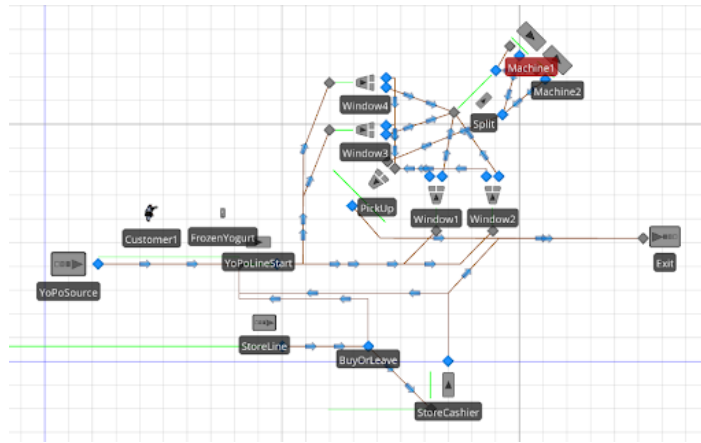 Machine1
Machine2
Window4
Split
Window3
PickUp
Window1
Window2
Customer1
FrozenYogurt
YoPoLineStart
Exit
YoPoSource
StoreLine
BuyOrLeave
StoreCashier